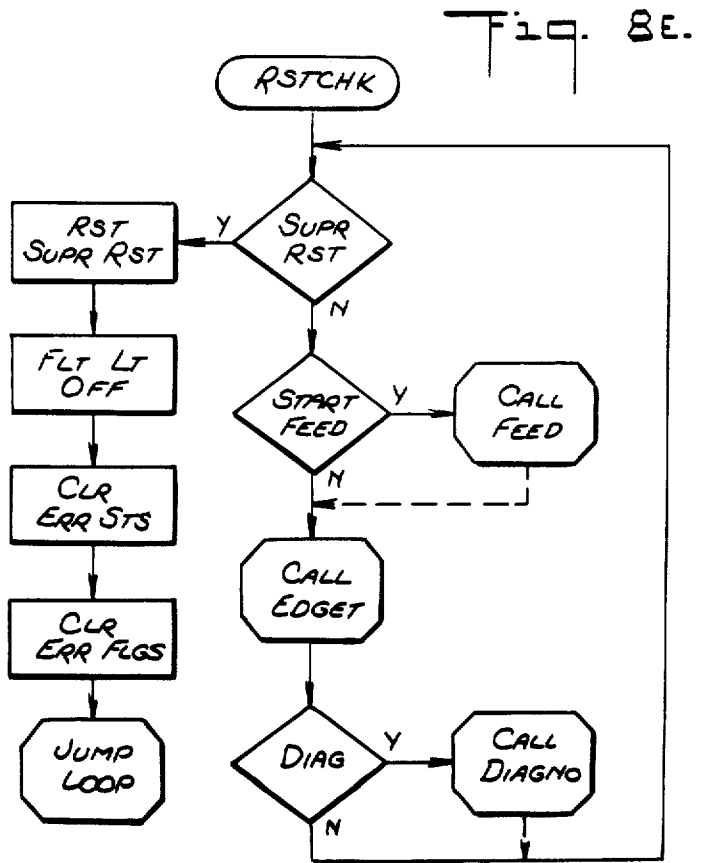 Fig. 8E.
RSTCHK
SUPR
RST
Y
N
RST
SUPR RST
FLT LT
OFF
CLR
ERR STS
CLR
ERR FLGS
JUMP
LOOP
START
FEED
Y
N
CALL
FEED
CALL
EDGET
DIAG
Y
N
CALL
DIAGNO